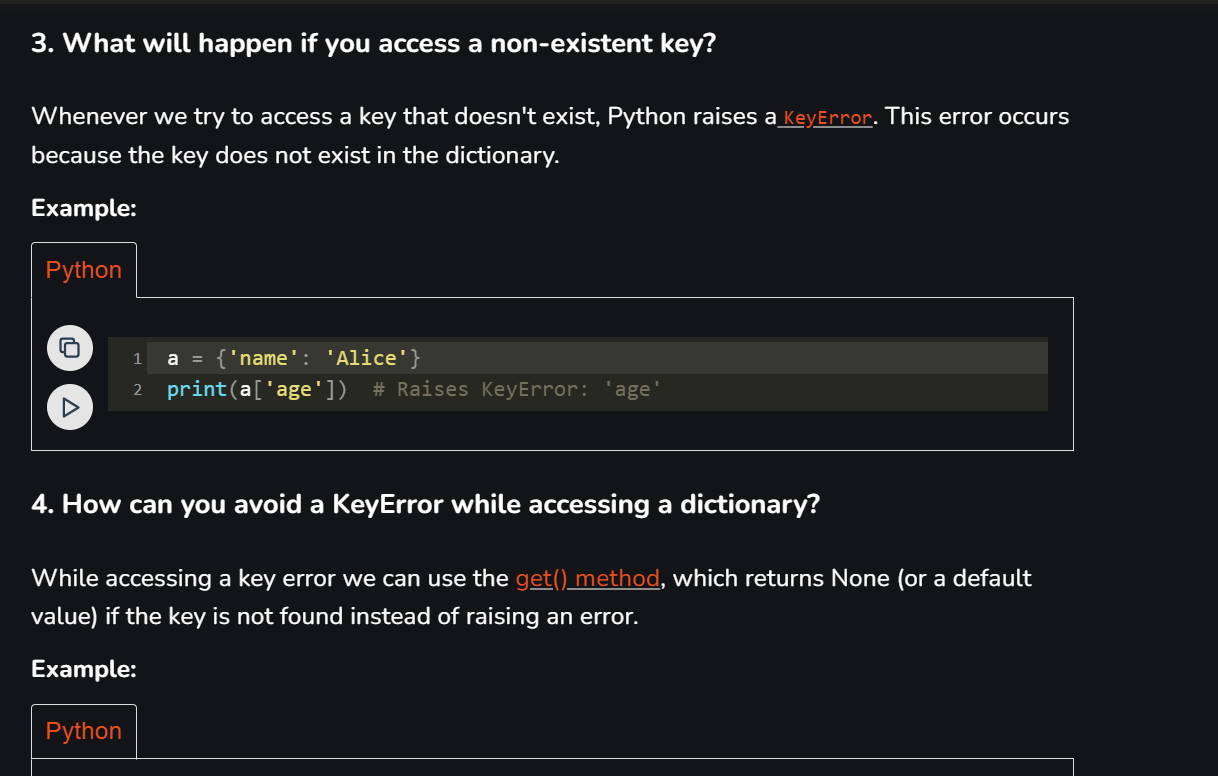 3. What will happen if you access a non-existent key?
Whenever we try to access a key that doesn't exist, Python raises a KeyError. This error occurs
because the key does not exist in the dictionary.
Example:
Python
1 a = {'name': 'Alice'}
2 print(a['age'])  # Raises KeyError: 'age'
4. How can you avoid a KeyError while accessing a dictionary?
While accessing a key error we can use the get() method, which returns None (or a default
value) if the key is not found instead of raising an error.
Example:
Python